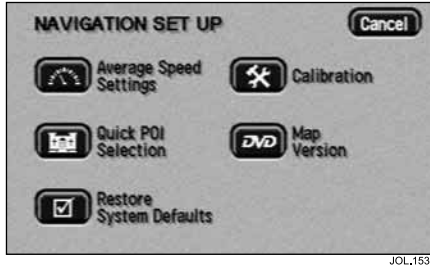 NAVIGATION SET UP
Cancel
Average Speed
Settings
Calibration
Quick POI
Selection
DVD
Map
Version
Restore
System Defaults
JOL.153